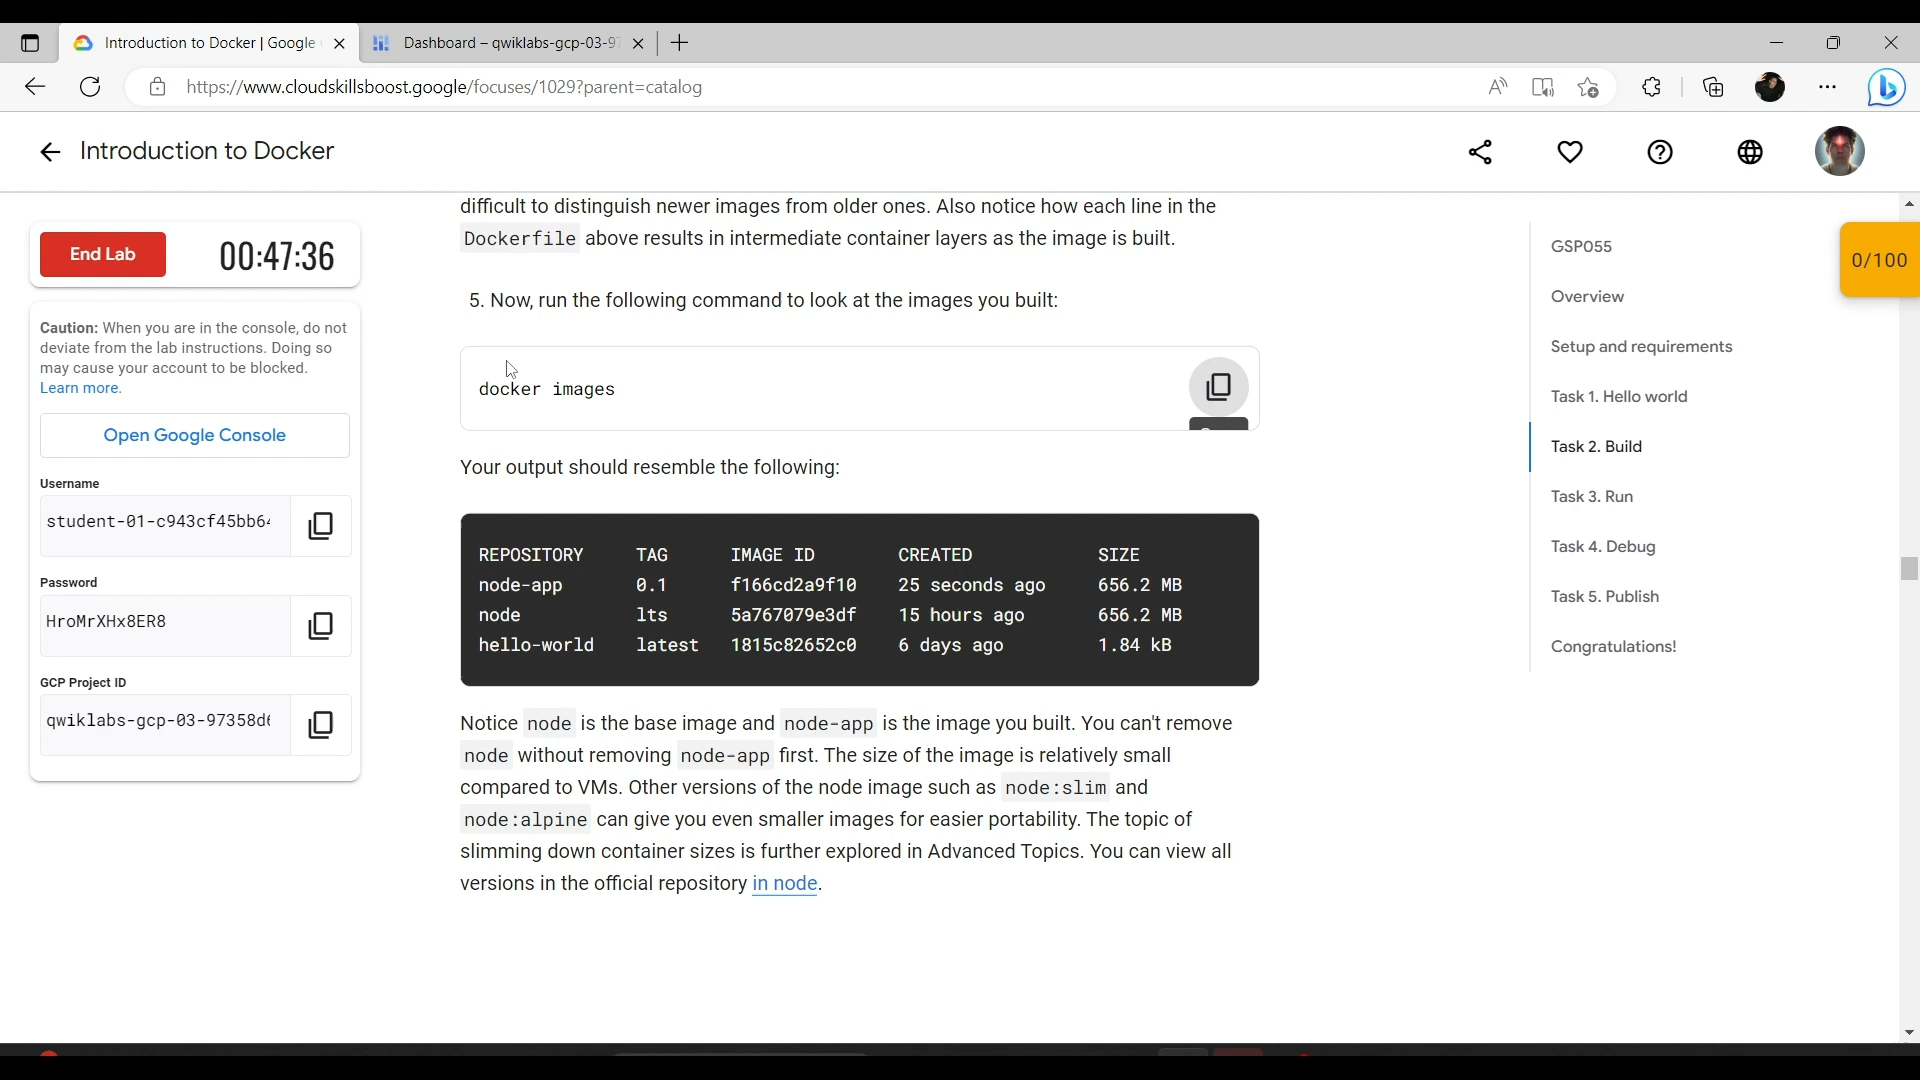 Introduction to Docker | Google
Dashboard – qwiklabs-gcp-03-97
https://www.cloudskillsboost.google/focuses/1029?parent=catalog
Introduction to Docker
End Lab
00:47:36
Caution: When you are in the console, do not
deviate from the lab instructions. Doing so
may cause your account to be blocked.
Learn more.
Open Google Console
Username
student-01-c943cf45bb64
Password
HroMrXHx8ER8
GCP Project ID
qwiklabs-gcp-03-97358d
difficult to distinguish newer images from older ones. Also notice how each line in the
Dockerfile above results in intermediate container layers as the image is built.
5. Now, run the following command to look at the images you built:
docker images
Your output should resemble the following:
REPOSITORY TAG IMAGE ID CREATED SIZE
node-app 0.1 f166cd2a9f10 25 seconds ago 656.2 MB
node lts 5a767079e3df 15 hours ago 656.2 MB
hello-world latest 1815c82652c0 6 days ago 1.84 kB
Notice node is the base image and node-app is the image you built. You can't remove
node without removing node-app first. The size of the image is relatively small
compared to VMs. Other versions of the node image such as node:slim and
node:alpine can give you even smaller images for easier portability. The topic of
slimming down container sizes is further explored in Advanced Topics. You can view all
versions in the official repository in node.
GSP055
Overview
Setup and requirements
Task 1. Hello world
Task 2. Build
Task 3. Run
Task 4. Debug
Task 5. Publish
Congratulations!
0/100